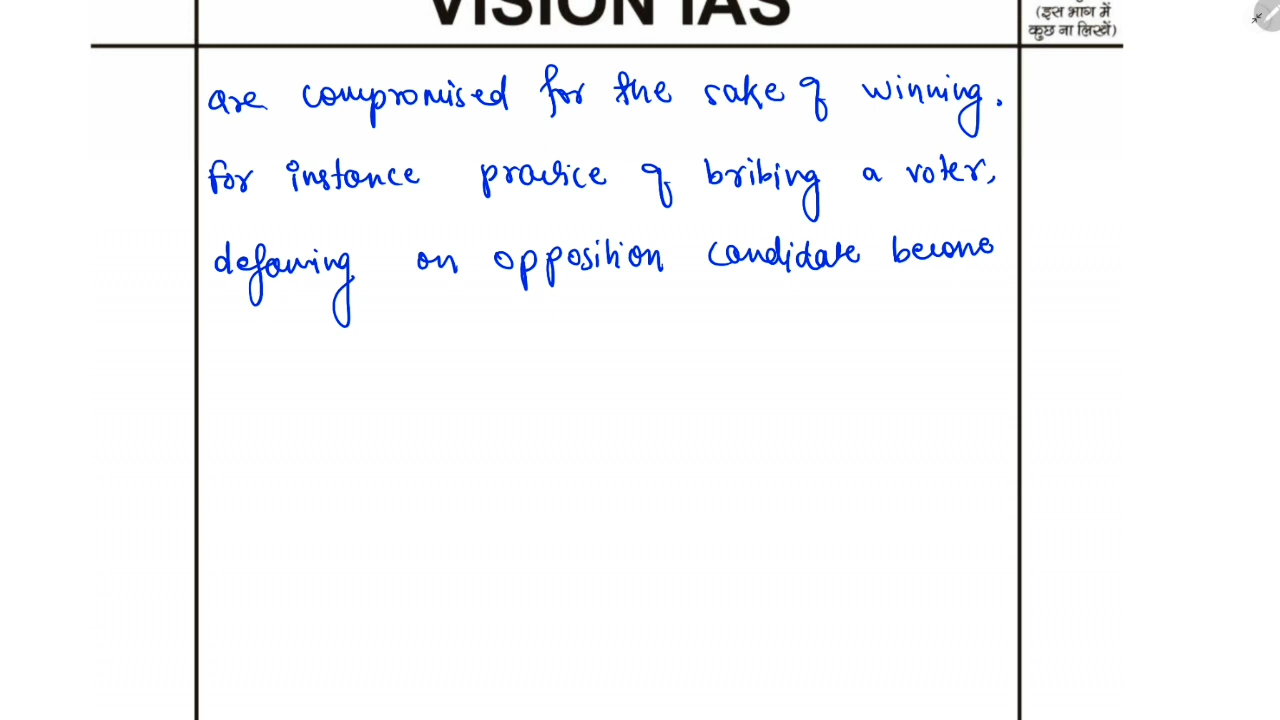 VISION IAS
(इस भाग में
कुछ ना लिखें)
are compromised for the sake of winning.
for instance practice of bribing a voter,
defaming an opposition candidate become